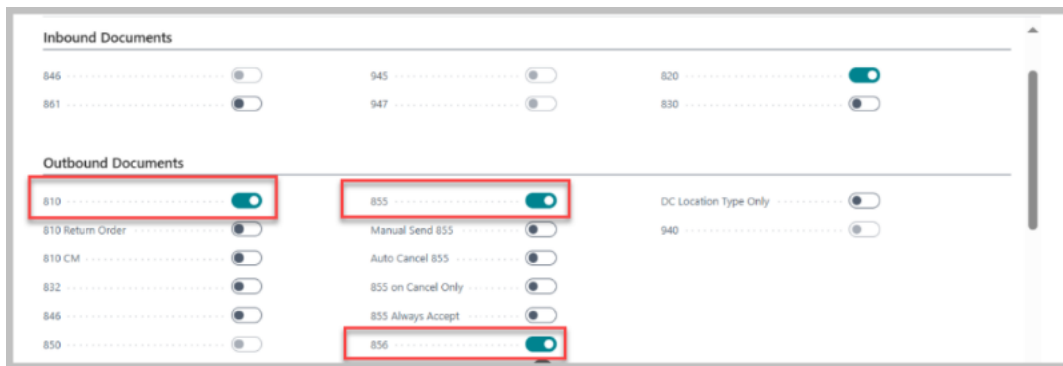 Inbound Documents
846 945 820
861 947 830
Outbound Documents
810 855 DC Location Type Only
810 Return Order Manual Send 855 940
810 CM Auto Cancel 855
832 855 on Cancel Only
846 855 Always Accept
850 856